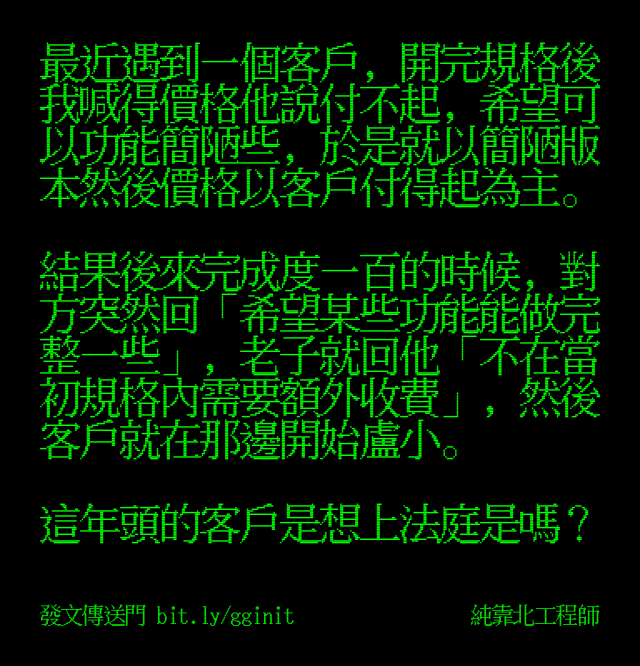 最近遇到一個客戶，開完規格後
我喊得價格他說付不起，希望可
以功能簡陋些，於是就以簡陋版
本然後價格以客戶付得起為主。
結果後來完成度一百的時候，對
方突然回「希望某些功能能做完
整一些」，老子就回他「不在當
初規格內需要額外收費」，然後
客戶就在那邊開始盧小。
這年頭的客戶是想上法庭是嗎？
發文傳送門 bit.ly/gginit
純靠北工程師